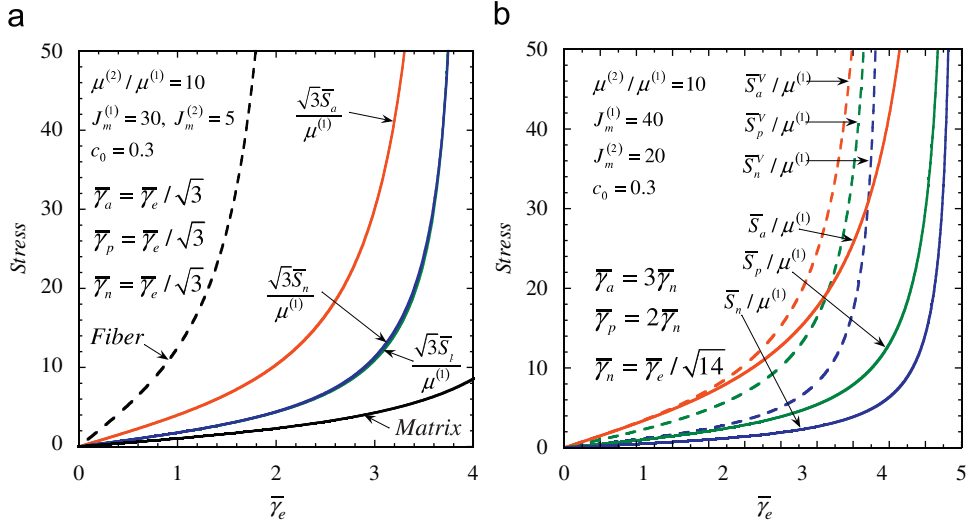 a
50
40
30
20
10
0
Stress
μ^(2) / μ^(1) = 10
J_m^(1) = 30, J_m^(2) = 5
c_0 = 0.3
γ̅_a = γ̅_e / √3
γ̅_p = γ̅_e / √3
γ̅_n = γ̅_e / √3
Fiber
√3S̅_a / μ^(1)
√3S̅_n / μ^(1)
√3S̅_t / μ^(1)
Matrix
0 1 2 3 4
γ̅_e
b
50
40
30
20
10
0
Stress
μ^(2) / μ^(1) = 10
J_m^(1) = 40
J_m^(2) = 20
c_0 = 0.3
S̅_a^V / μ^(1)
S̅_p^V / μ^(1)
S̅_n^V / μ^(1)
S̅_a / μ^(1)
S̅_p / μ^(1)
S̅_n / μ^(1)
γ̅_a = 3γ̅_n
γ̅_p = 2γ̅_n
γ̅_n = γ̅_e / √14
0 1 2 3 4 5
γ̅_e